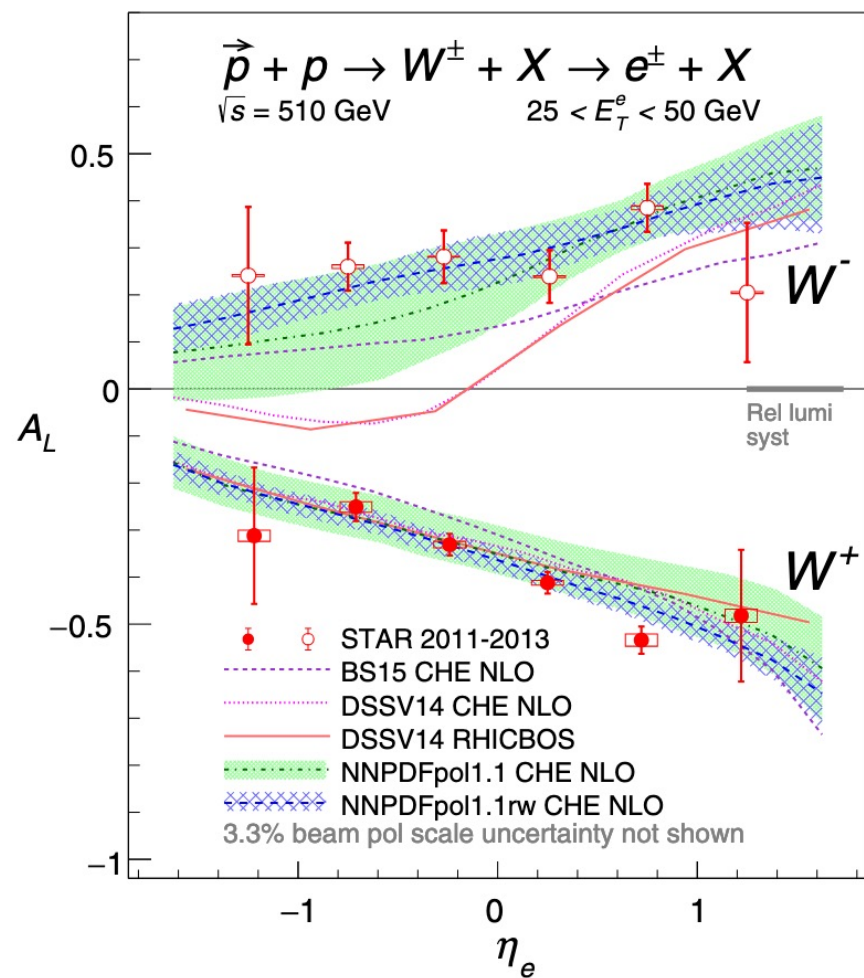 p⃗ + p → W± + X → e± + X
√s = 510 GeV 25 < E_T^e < 50 GeV
0.5
W-
0
A_L
Rel lumi
syst
W+
−0.5
STAR 2011-2013
BS15 CHE NLO
DSSV14 CHE NLO
DSSV14 RHICBOS
NNPDFpol1.1 CHE NLO
NNPDFpol1.1rw CHE NLO
3.3% beam pol scale uncertainty not shown
−1
−1 0 1
η_e